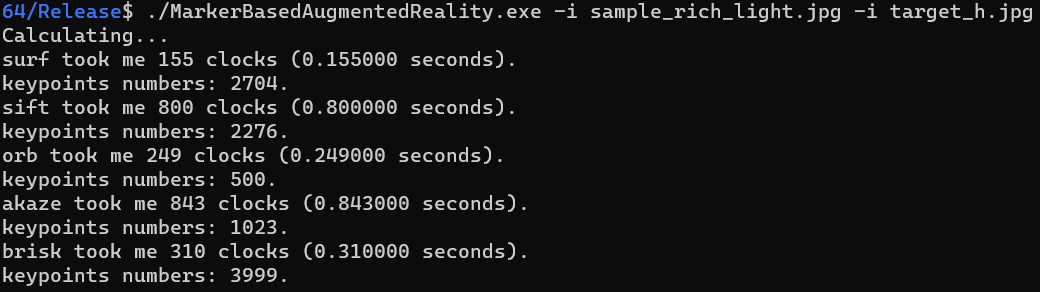 64/Release$ ./MarkerBasedAugmentedReality.exe -i sample_rich_light.jpg -i target_h.jpg
Calculating...
surf took me 155 clocks (0.155000 seconds).
keypoints numbers: 2704.
sift took me 800 clocks (0.800000 seconds).
keypoints numbers: 2276.
orb took me 249 clocks (0.249000 seconds).
keypoints numbers: 500.
akaze took me 843 clocks (0.843000 seconds).
keypoints numbers: 1023.
brisk took me 310 clocks (0.310000 seconds).
keypoints numbers: 3999.